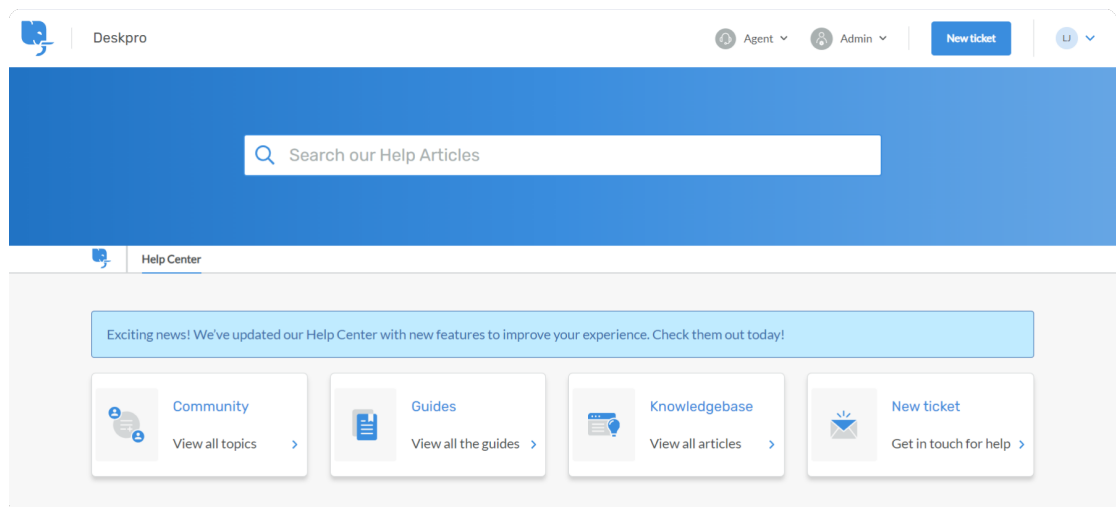 Deskpro
Agent
Admin
New ticket
LJ
Search our Help Articles
Help Center
Exciting news! We've updated our Help Center with new features to improve your experience. Check them out today!
Community
View all topics
Guides
View all the guides
Knowledgebase
View all articles
New ticket
Get in touch for help